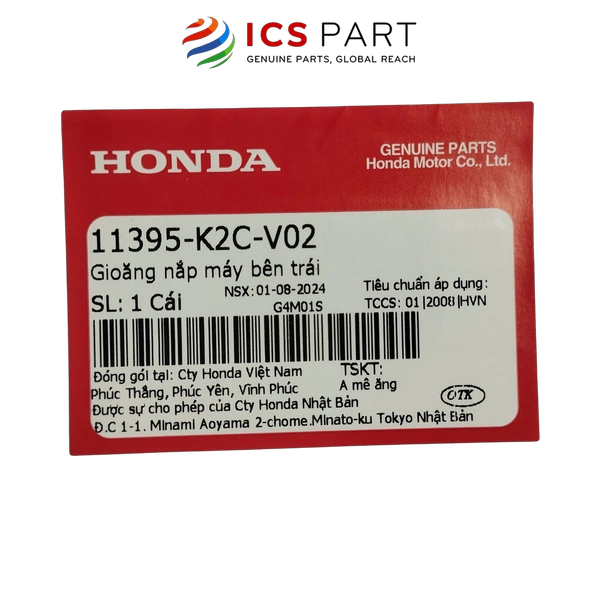 ICS PART
GENUINE PARTS, GLOBAL REACH
HONDA
GENUINE PARTS
Honda Motor Co., Ltd.
11395-K2C-V02
Gioăng nắp máy bên trái
NSX: 01-08-2024
Tiêu chuẩn áp dụng:
SL: 1 Cái
G4M01S
TCCS: 01|2008|HVN
Đóng gói tại: Cty Honda Việt Nam
TSKT:
Phúc Thắng, Phúc Yên, Vĩnh Phúc
A mê ăng
OTK
Được sự cho phép của Cty Honda Nhật Bản
Đ.C 1-1. Minami Aoyama 2-chome.Minato-ku Tokyo Nhật Bản